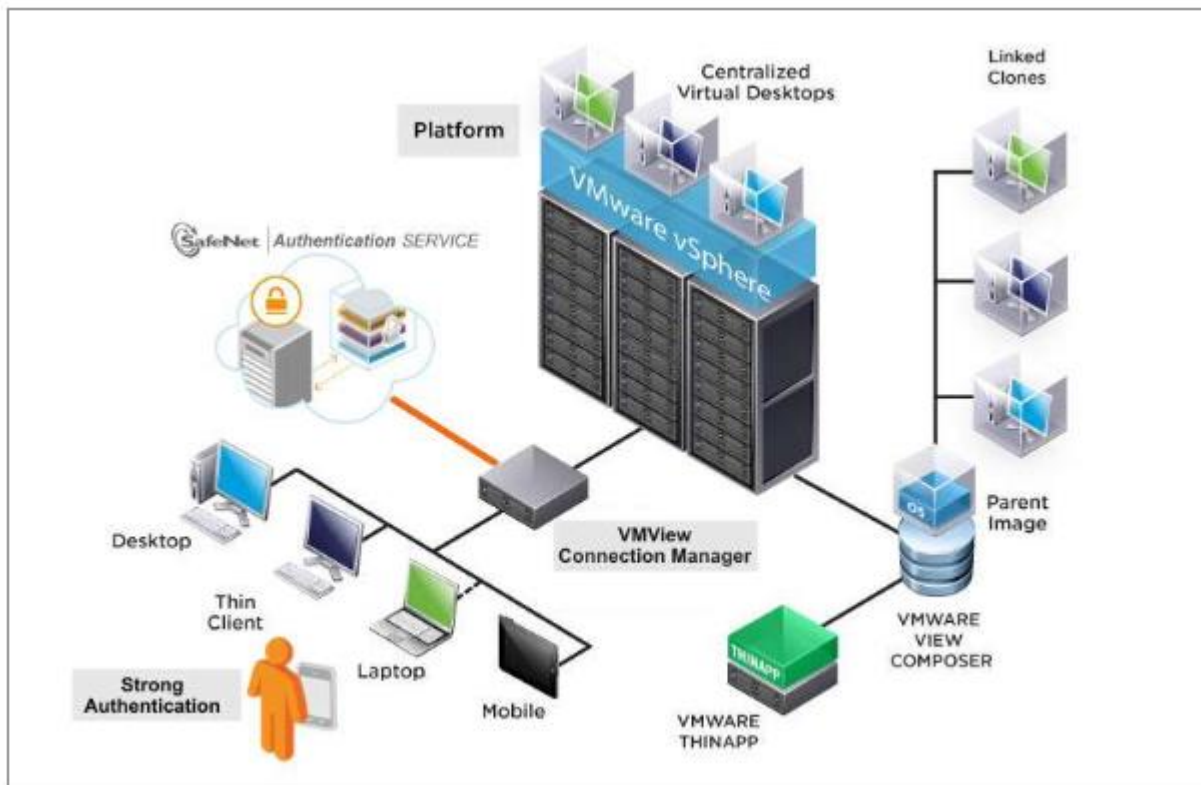 Centralized
Virtual Desktops
Linked
Clones
Platform
VMware vSphere
SafeNet Authentication SERVICE
OS
Parent
Image
Desktop
VMView
Connection Manager
Thin
Client
Laptop
THINAPP
VMWARE
VIEW
COMPOSER
Strong
Authentication
Mobile
VMWARE
THINAPP